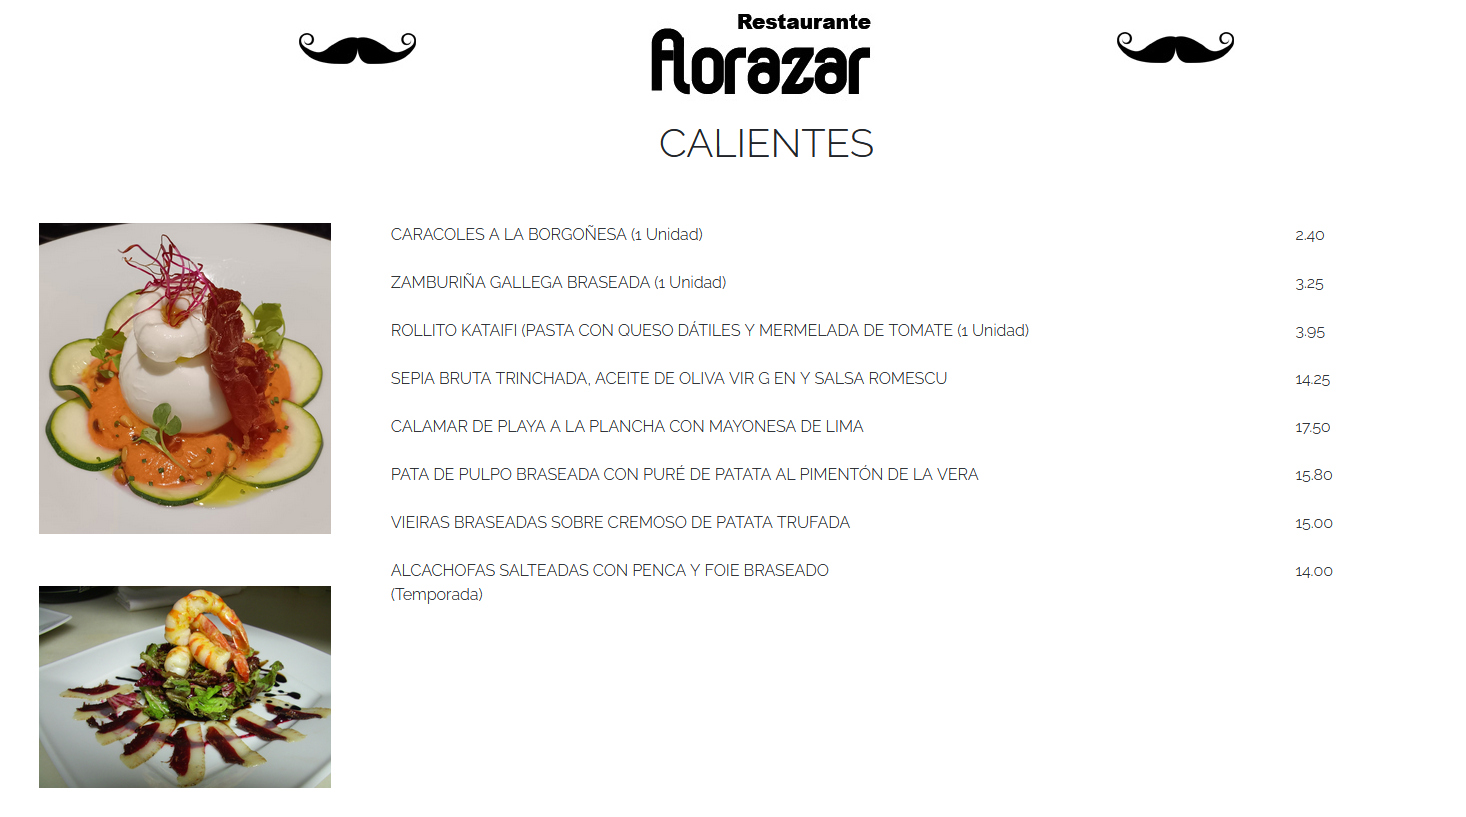 Restaurante
florazar
CALIENTES
CARACOLES A LA BORGOÑESA (1 Unidad) 2.40
ZAMBURIÑA GALLEGA BRASEADA (1 Unidad) 3.25
ROLLITO KATAIFI (PASTA CON QUESO DÁTILES Y MERMELADA DE TOMATE (1 Unidad) 3.95
SEPIA BRUTA TRINCHADA, ACEITE DE OLIVA VIR G EN Y SALSA ROMESCU 14.25
CALAMAR DE PLAYA A LA PLANCHA CON MAYONESA DE LIMA 17.50
PATA DE PULPO BRASEADA CON PURÉ DE PATATA AL PIMENTÓN DE LA VERA 15.80
VIEIRAS BRASEADAS SOBRE CREMOSO DE PATATA TRUFADA 15.00
ALCACHOFAS SALTEADAS CON PENCA Y FOIE BRASEADO 14.00
(Temporada)